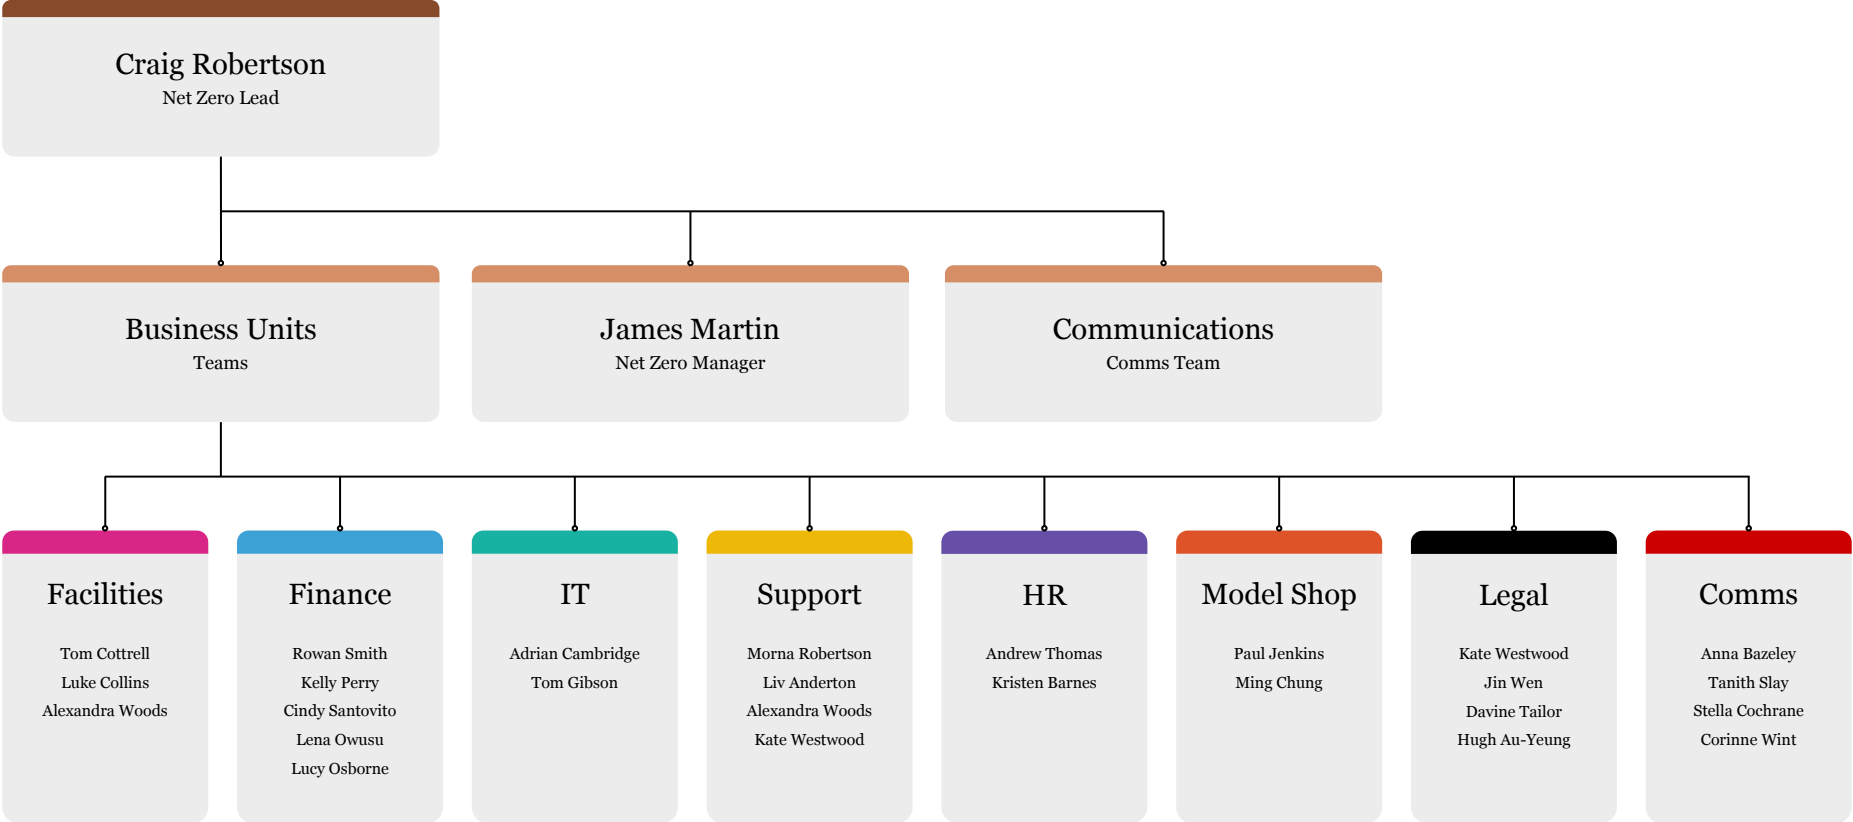 Craig Robertson
Net Zero Lead
Business Units
Teams
James Martin
Net Zero Manager
Communications
Comms Team
Facilities
Tom Cottrell
Luke Collins
Alexandra Woods
Finance
Rowan Smith
Kelly Perry
Cindy Santovito
Lena Owusu
Lucy Osborne
IT
Adrian Cambridge
Tom Gibson
Support
Morna Robertson
Liv Anderton
Alexandra Woods
Kate Westwood
HR
Andrew Thomas
Kristen Barnes
Model Shop
Paul Jenkins
Ming Chung
Legal
Kate Westwood
Jin Wen
Davine Tailor
Hugh Au-Yeung
Comms
Anna Bazeley
Tanith Slay
Stella Cochrane
Corinne Wint